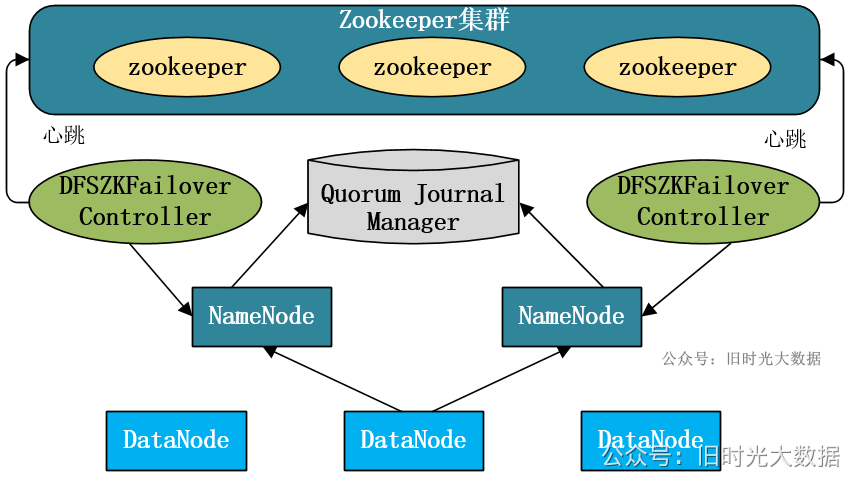 Zookeeper集群
zookeeper
zookeeper
zookeeper
心跳
心跳
DFSZKFailover
Controller
Quorum Journal
Manager
DFSZKFailover
Controller
NameNode
NameNode
公众号：旧时光大数据
DataNode
DataNode
DataNode
公众号：旧时光大数据